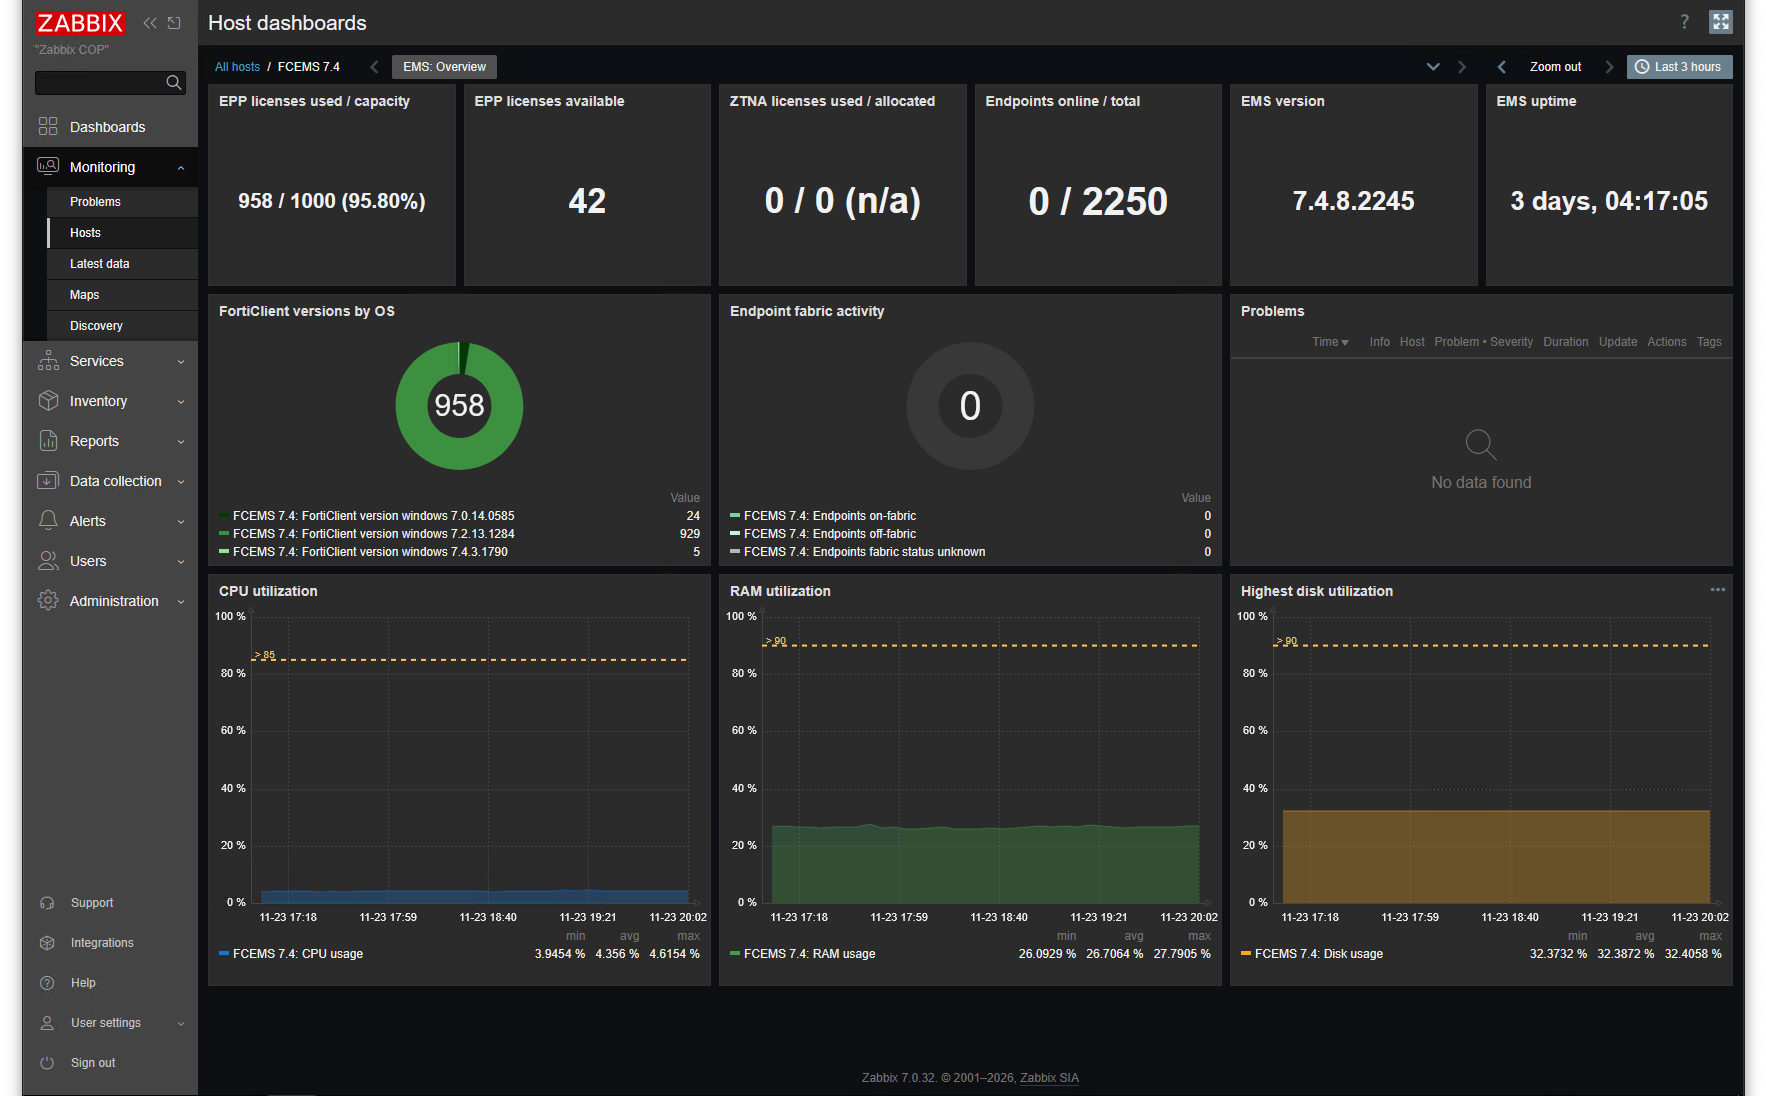 ZABBIX
"Zabbix COP"
Dashboards
Monitoring
Problems
Hosts
Latest data
Maps
Discovery
Services
Inventory
Reports
Data collection
Alerts
Users
Administration
Support
Integrations
Help
User settings
Sign out
Host dashboards
?
All hosts / FCEMS 7.4
EMS: Overview
Zoom out
Last 3 hours
EPP licenses used / capacity
958 / 1000 (95.80%)
EPP licenses available
42
ZTNA licenses used / allocated
0 / 0 (n/a)
Endpoints online / total
0 / 2250
EMS version
7.4.8.2245
EMS uptime
3 days, 04:17:05
FortiClient versions by OS
958
Value
FCEMS 7.4: FortiClient version windows 7.0.14.0585 24
FCEMS 7.4: FortiClient version windows 7.2.13.1284 929
FCEMS 7.4: FortiClient version windows 7.4.3.1790 5
Endpoint fabric activity
0
Value
FCEMS 7.4: Endpoints on-fabric 0
FCEMS 7.4: Endpoints off-fabric 0
FCEMS 7.4: Endpoints fabric status unknown 0
Problems
Time Info Host Problem • Severity Duration Update Actions Tags
No data found
CPU utilization
100 %
> 85
80 %
60 %
40 %
20 %
0 %
11-23 17:18 11-23 17:59 11-23 18:40 11-23 19:21 11-23 20:02
min avg max
FCEMS 7.4: CPU usage 3.9454 % 4.356 % 4.6154 %
RAM utilization
100 %
> 90
80 %
60 %
40 %
20 %
0 %
11-23 17:18 11-23 17:59 11-23 18:40 11-23 19:21 11-23 20:02
min avg max
FCEMS 7.4: RAM usage 26.0929 % 26.7064 % 27.7905 %
Highest disk utilization
100 %
> 90
80 %
60 %
40 %
20 %
0 %
11-23 17:18 11-23 17:59 11-23 18:40 11-23 19:21 11-23 20:02
min avg max
FCEMS 7.4: Disk usage 32.3732 % 32.3872 % 32.4058 %
Zabbix 7.0.32. © 2001–2026, Zabbix SIA